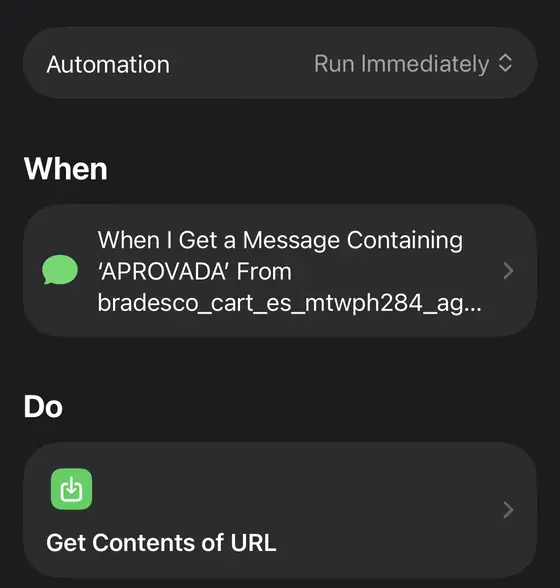 Automation
Run Immediately
When
When I Get a Message Containing
‘APROVADA’ From
bradesco_cart_es_mtwph284_ag...
Do
Get Contents of URL